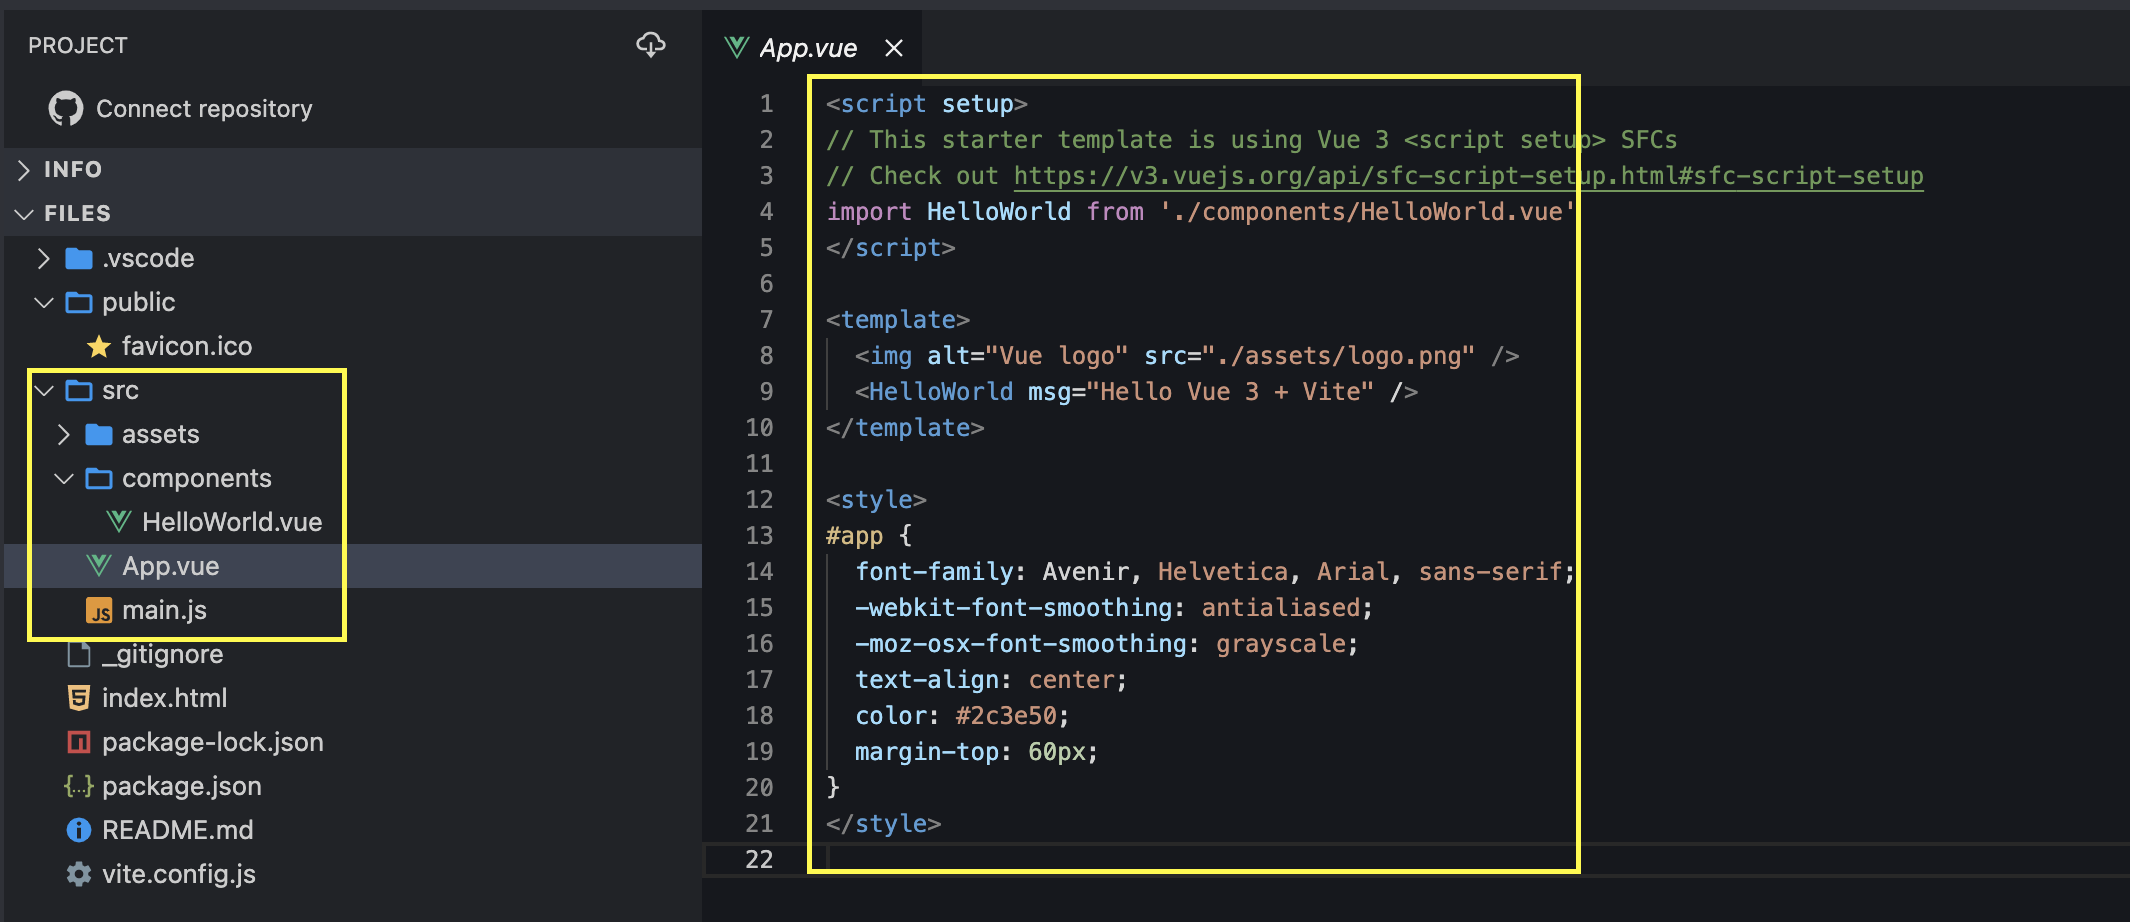 PROJECT
Connect repository
INFO
FILES
.vscode
public
favicon.ico
src
assets
components
HelloWorld.vue
App.vue
JS main.js
_gitignore
5 index.html
package-lock.json
{...} package.json
i README.md
vite.config.js
App.vue
1 <script setup>
2 // This starter template is using Vue 3 <script setup> SFCs
3 // Check out https://v3.vuejs.org/api/sfc-script-setup.html#sfc-script-setup
4 import HelloWorld from './components/HelloWorld.vue'
5 </script>
6
7 <template>
8   <img alt="Vue logo" src="./assets/logo.png" />
9   <HelloWorld msg="Hello Vue 3 + Vite" />
10 </template>
11
12 <style>
13 #app {
14   font-family: Avenir, Helvetica, Arial, sans-serif;
15   -webkit-font-smoothing: antialiased;
16   -moz-osx-font-smoothing: grayscale;
17   text-align: center;
18   color: #2c3e50;
19   margin-top: 60px;
20 }
21 </style>
22